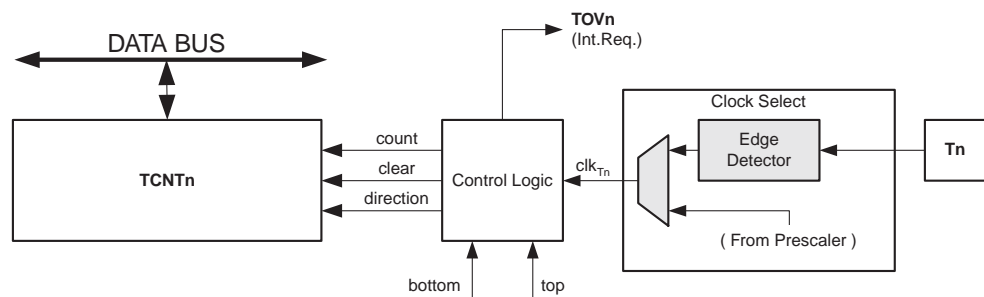 TOVn
(Int.Req.)
DATA BUS
Clock Select
count
Edge
Detector
Tn
TCNTn
clear
Control Logic
clkTn
direction
( From Prescaler )
bottom
top